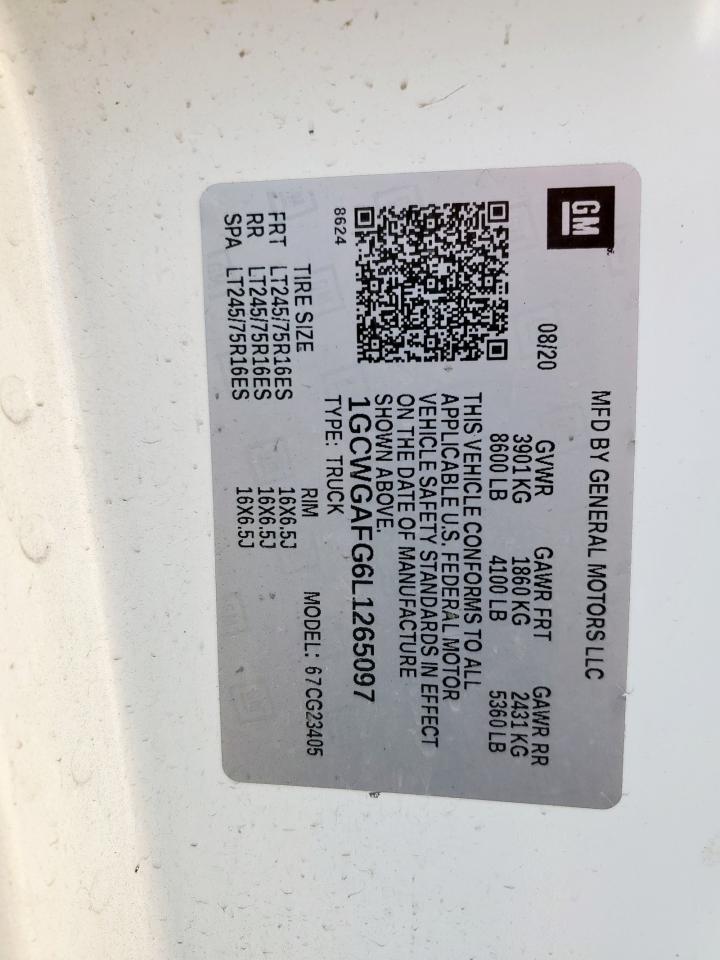 GM
MFD BY GENERAL MOTORS LLC
08/20 GVWR GAWR FRT GAWR RR
3901 KG 1860 KG 2431 KG
8600 LB 4100 LB 5360 LB
THIS VEHICLE CONFORMS TO ALL
APPLICABLE U.S. FEDERAL MOTOR
VEHICLE SAFETY STANDARDS IN EFFECT
ON THE DATE OF MANUFACTURE
SHOWN ABOVE.
1GCWGAFG6L1265097
8624 TYPE: TRUCK
MODEL: 67CG23405
TIRE SIZE RIM
FRT LT245/75R16ES 16X6.5J
RR LT245/75R16ES 16X6.5J
SPA LT245/75R16ES 16X6.5J